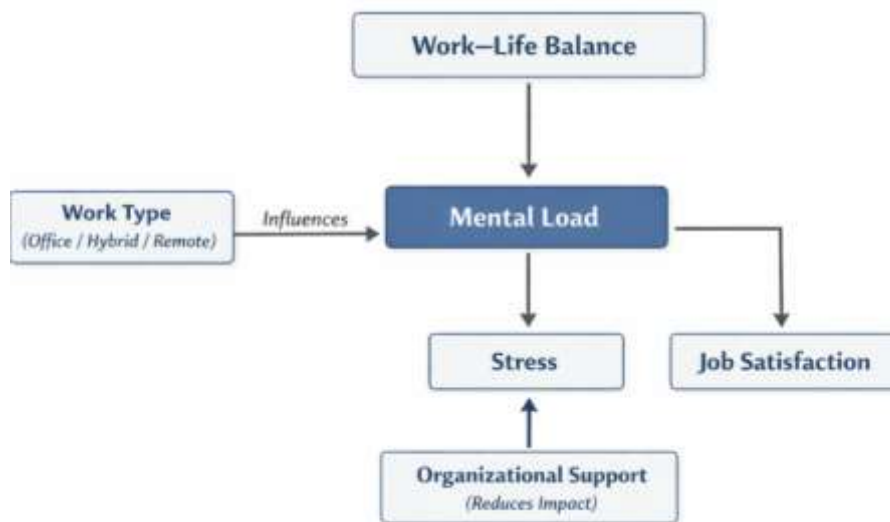 Work–Life Balance
Work Type
(Office / Hybrid / Remote)
Influences
Mental Load
Stress
Job Satisfaction
Organizational Support
(Reduces Impact)